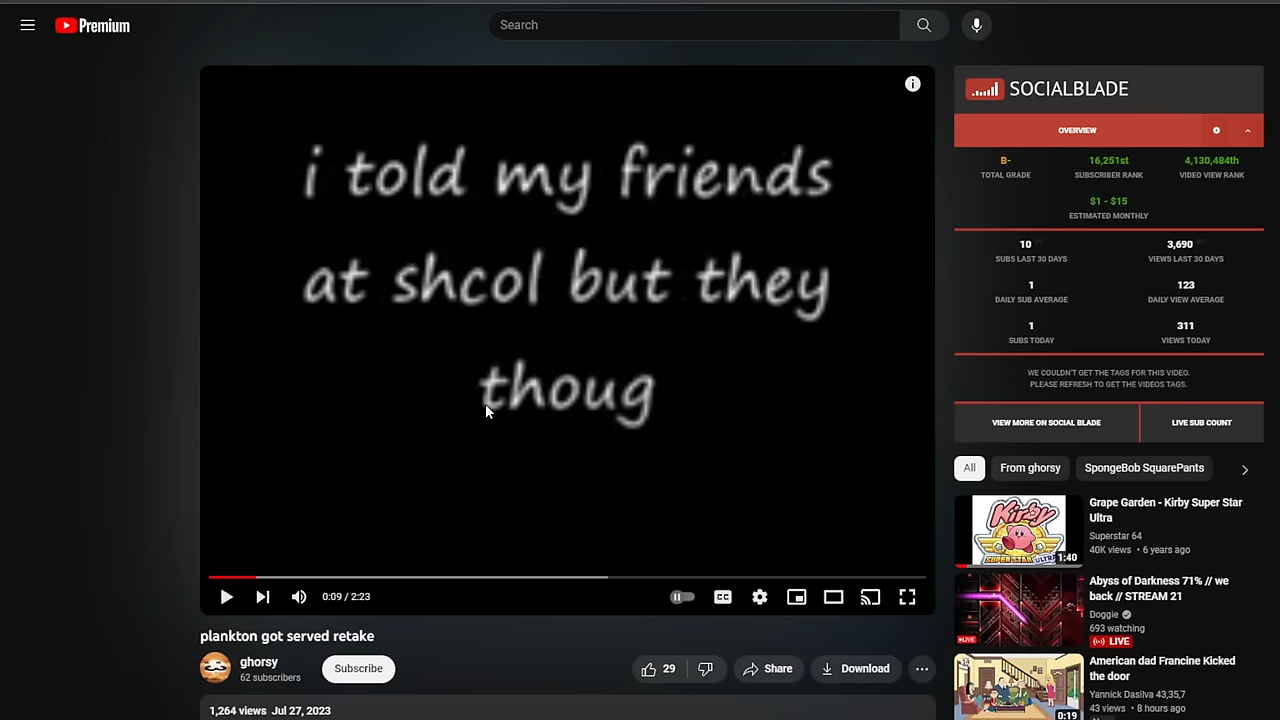 Premium
Search
i told my friends
at shcol but they
thoug
0:09 / 2:23
CC
plankton got served retake
ghorsy
62 subscribers
Subscribe
29
Share
Download
1,264 views Jul 27, 2023
SOCIALBLADE
OVERVIEW
B- 16,251st 4,130,484th
TOTAL GRADE SUBSCRIBER RANK VIDEO VIEW RANK
$1 - $15
ESTIMATED MONTHLY
10 3,690
SUBS LAST 30 DAYS VIEWS LAST 30 DAYS
1 123
DAILY SUB AVERAGE DAILY VIEW AVERAGE
1 311
SUBS TODAY VIEWS TODAY
WE COULDN'T GET THE TAGS FOR THIS VIDEO.
PLEASE REFRESH TO GET THE VIDEOS TAGS.
VIEW MORE ON SOCIAL BLADE LIVE SUB COUNT
All From ghorsy SpongeBob SquarePants
Kirby
SUPER STAR ULTRA
1:40
Grape Garden - Kirby Super Star
Ultra
Superstar 64
40K views • 6 years ago
LIVE
Abyss of Darkness 71% // we
back // STREAM 21
Doggie
693 watching
LIVE
0:19
American dad Francine Kicked
the door
Yannick Dasilva 43,35,7
43 views • 8 hours ago